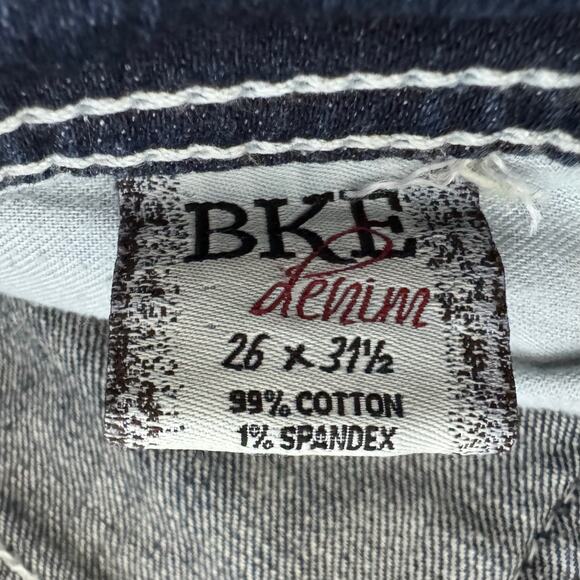 BKE
denim
26 x 31½
99% COTTON
1% SPANDEX